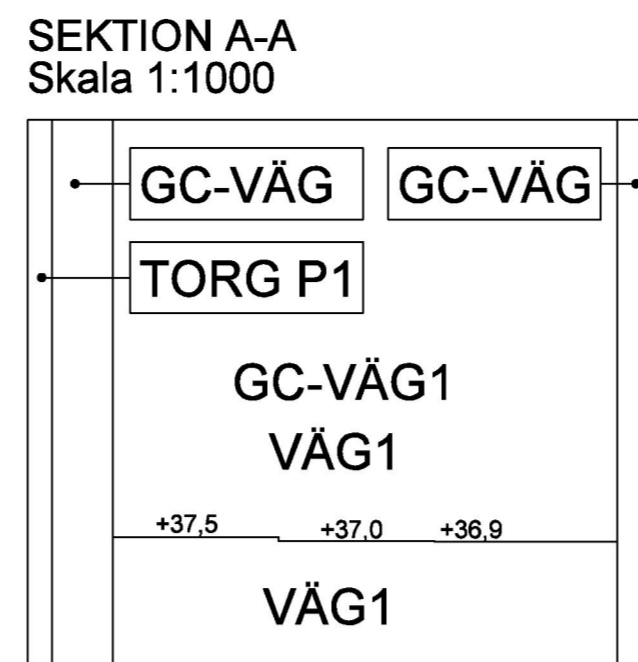 SEKTION A-A
Skala 1:1000
GC-VÄG GC-VÄG
TORG P1
GC-VÄG1
VÄG1
+37,5 +37,0 +36,9
VÄG1